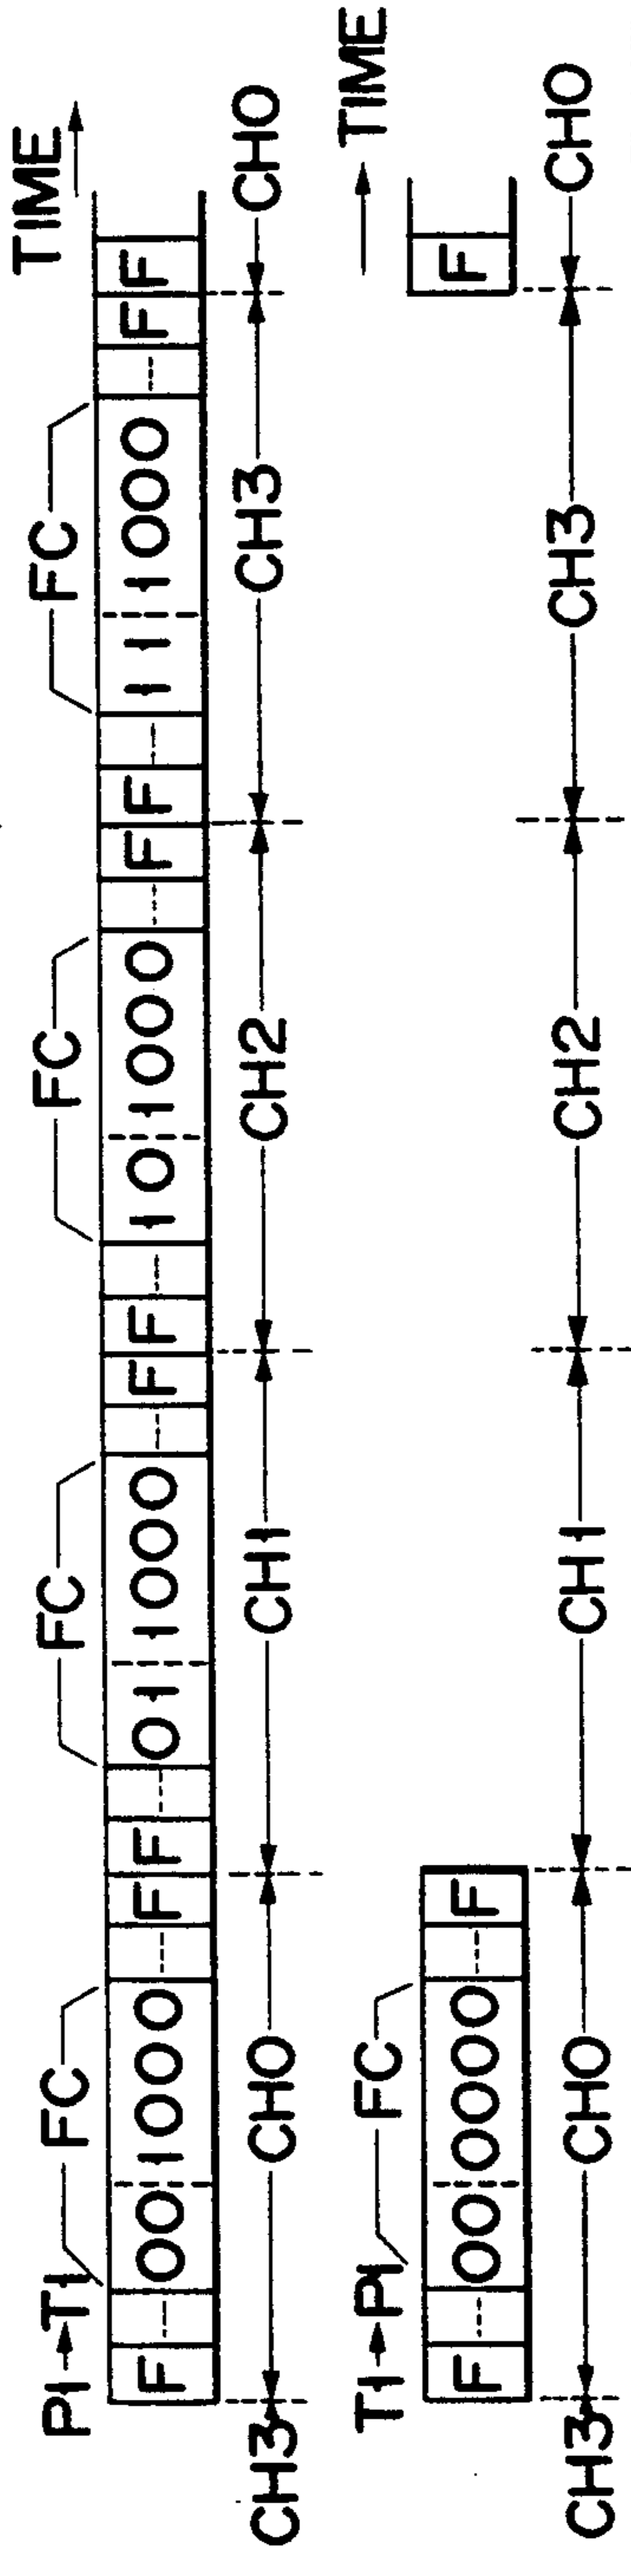 TIME
P1 → T1 FC FC FC FC
F ---- 00 1000 ---- F F ---- 01 1000 ---- F F ---- 10 1000 ---- F F ---- 11 1000 ---- F F
CH3 CH0 CH1 CH2 CH3 CH0
TIME
T1 → P1 FC
F ---- 00 0000 ---- F F
CH3 CH0 CH1 CH2 CH3 CH0